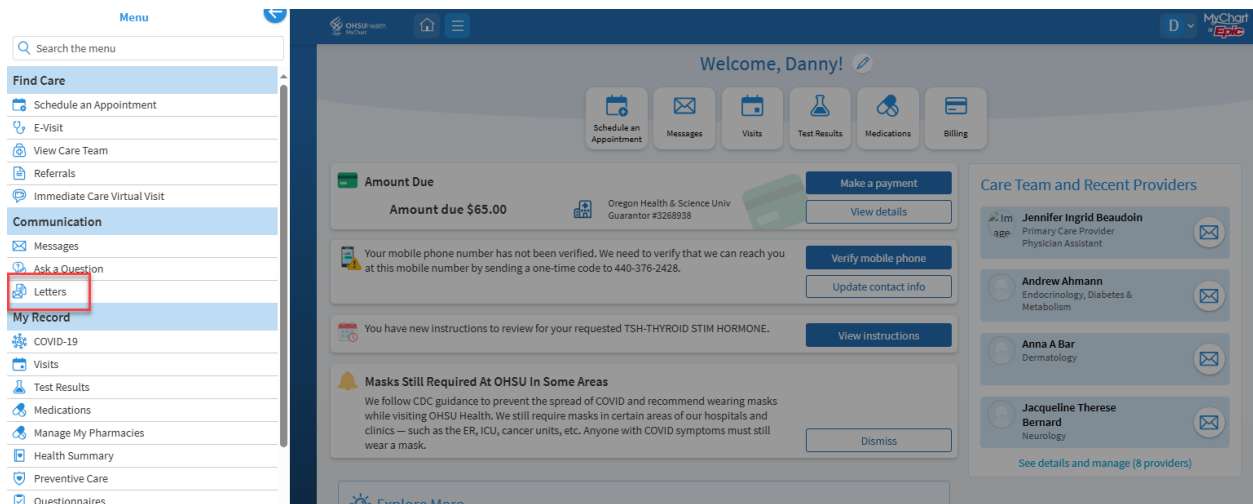 Menu
Search the menu
Find Care
Schedule an Appointment
E-Visit
View Care Team
Referrals
Immediate Care Virtual Visit
Communication
Messages
Ask a Question
Letters
My Record
COVID-19
Visits
Test Results
Medications
Manage My Pharmacies
Health Summary
Preventive Care
Questionnaires
OHSU Health
MyChart
D
MyChart
Epic
Welcome, Danny!
Schedule an
Appointment
Messages
Visits
Test Results
Medications
Billing
Amount Due
Amount due $65.00
Oregon Health & Science Univ
Guarantor #3268938
Make a payment
View details
Your mobile phone number has not been verified. We need to verify that we can reach you
at this mobile number by sending a one-time code to 440-376-2428.
Verify mobile phone
Update contact info
You have new instructions to review for your requested TSH-THYROID STIM HORMONE.
View instructions
Masks Still Required At OHSU In Some Areas
We follow CDC guidance to prevent the spread of COVID and recommend wearing masks
while visiting OHSU Health. We still require masks in certain areas of our hospitals and
clinics — such as the ER, ICU, cancer units, etc. Anyone with COVID symptoms must still
wear a mask.
Dismiss
Explore More
Care Team and Recent Providers
Im
age
Jennifer Ingrid Beaudoin
Primary Care Provider
Physician Assistant
Andrew Ahmann
Endocrinology, Diabetes &
Metabolism
Anna A Bar
Dermatology
Jacqueline Therese
Bernard
Neurology
See details and manage (8 providers)